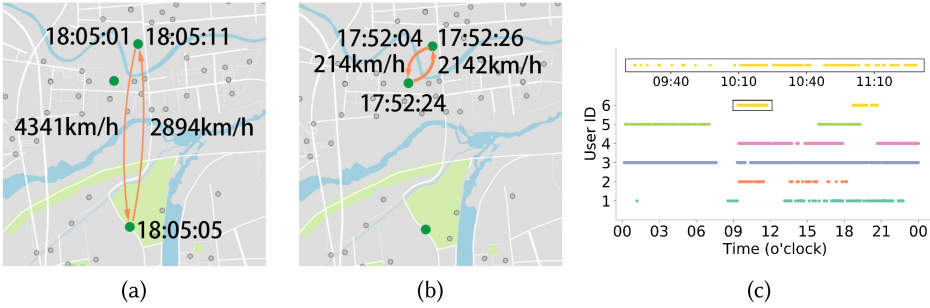 18:05:01 18:05:11
4341km/h 2894km/h
18:05:05
(a)
17:52:04 17:52:26
214km/h 2142km/h
17:52:24
(b)
09:40 10:10 10:40 11:10
User ID
6
5
4
3
2
1
00 03 06 09 12 15 18 21 00
Time (o'clock)
(c)